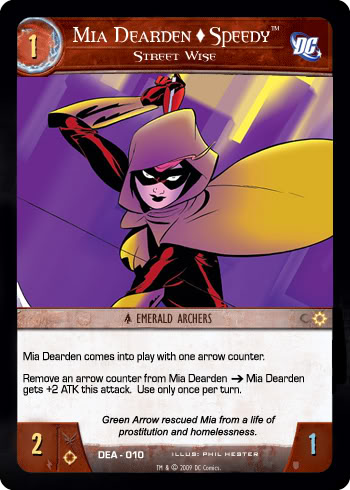 1
MIA DEARDEN ♦ SPEEDY™
STREET WISE
DC
EMERALD ARCHERS
Mia Dearden comes into play with one arrow counter.
Remove an arrow counter from Mia Dearden → Mia Dearden
gets +2 ATK this attack. Use only once per turn.
Green Arrow rescued Mia from a life of
prostitution and homelessness.
2
DEA - 010
ILLUS: PHIL HESTER
1
TM & © 2009 DC Comics.